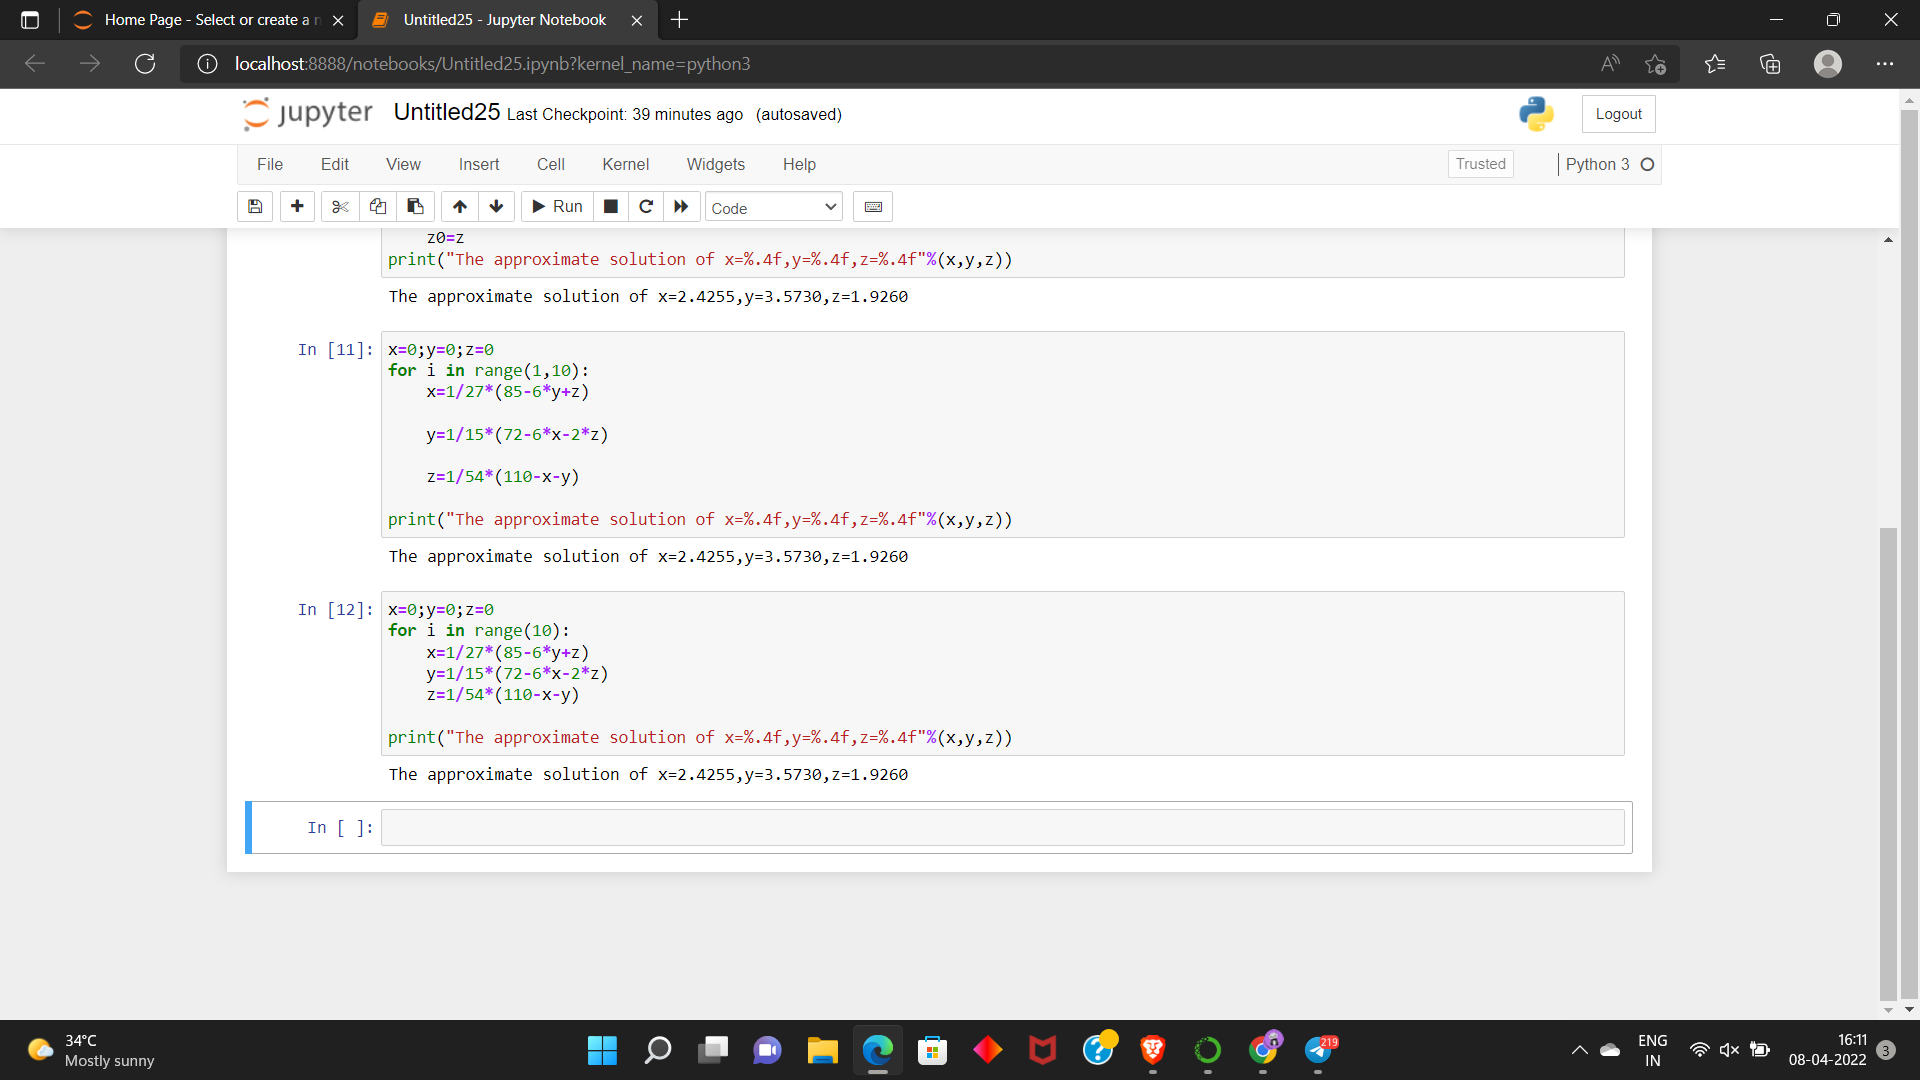 Home Page - Select or create a n
Untitled25 - Jupyter Notebook
localhost:8888/notebooks/Untitled25.ipynb?kernel_name=python3
jupyter Untitled25 Last Checkpoint: 39 minutes ago (autosaved)
Logout
File Edit View Insert Cell Kernel Widgets Help
Trusted
Python 3
Run
Code
z0=z
print("The approximate solution of x=%.4f,y=%.4f,z=%.4f"%(x,y,z))
The approximate solution of x=2.4255,y=3.5730,z=1.9260
In [11]: x=0;y=0;z=0
for i in range(1,10):
x=1/27*(85-6*y+z)
y=1/15*(72-6*x-2*z)
z=1/54*(110-x-y)
print("The approximate solution of x=%.4f,y=%.4f,z=%.4f"%(x,y,z))
The approximate solution of x=2.4255,y=3.5730,z=1.9260
In [12]: x=0;y=0;z=0
for i in range(10):
x=1/27*(85-6*y+z)
y=1/15*(72-6*x-2*z)
z=1/54*(110-x-y)
print("The approximate solution of x=%.4f,y=%.4f,z=%.4f"%(x,y,z))
The approximate solution of x=2.4255,y=3.5730,z=1.9260
In [ ]:
34°C
Mostly sunny
219
ENG
IN
16:11
08-04-2022
3